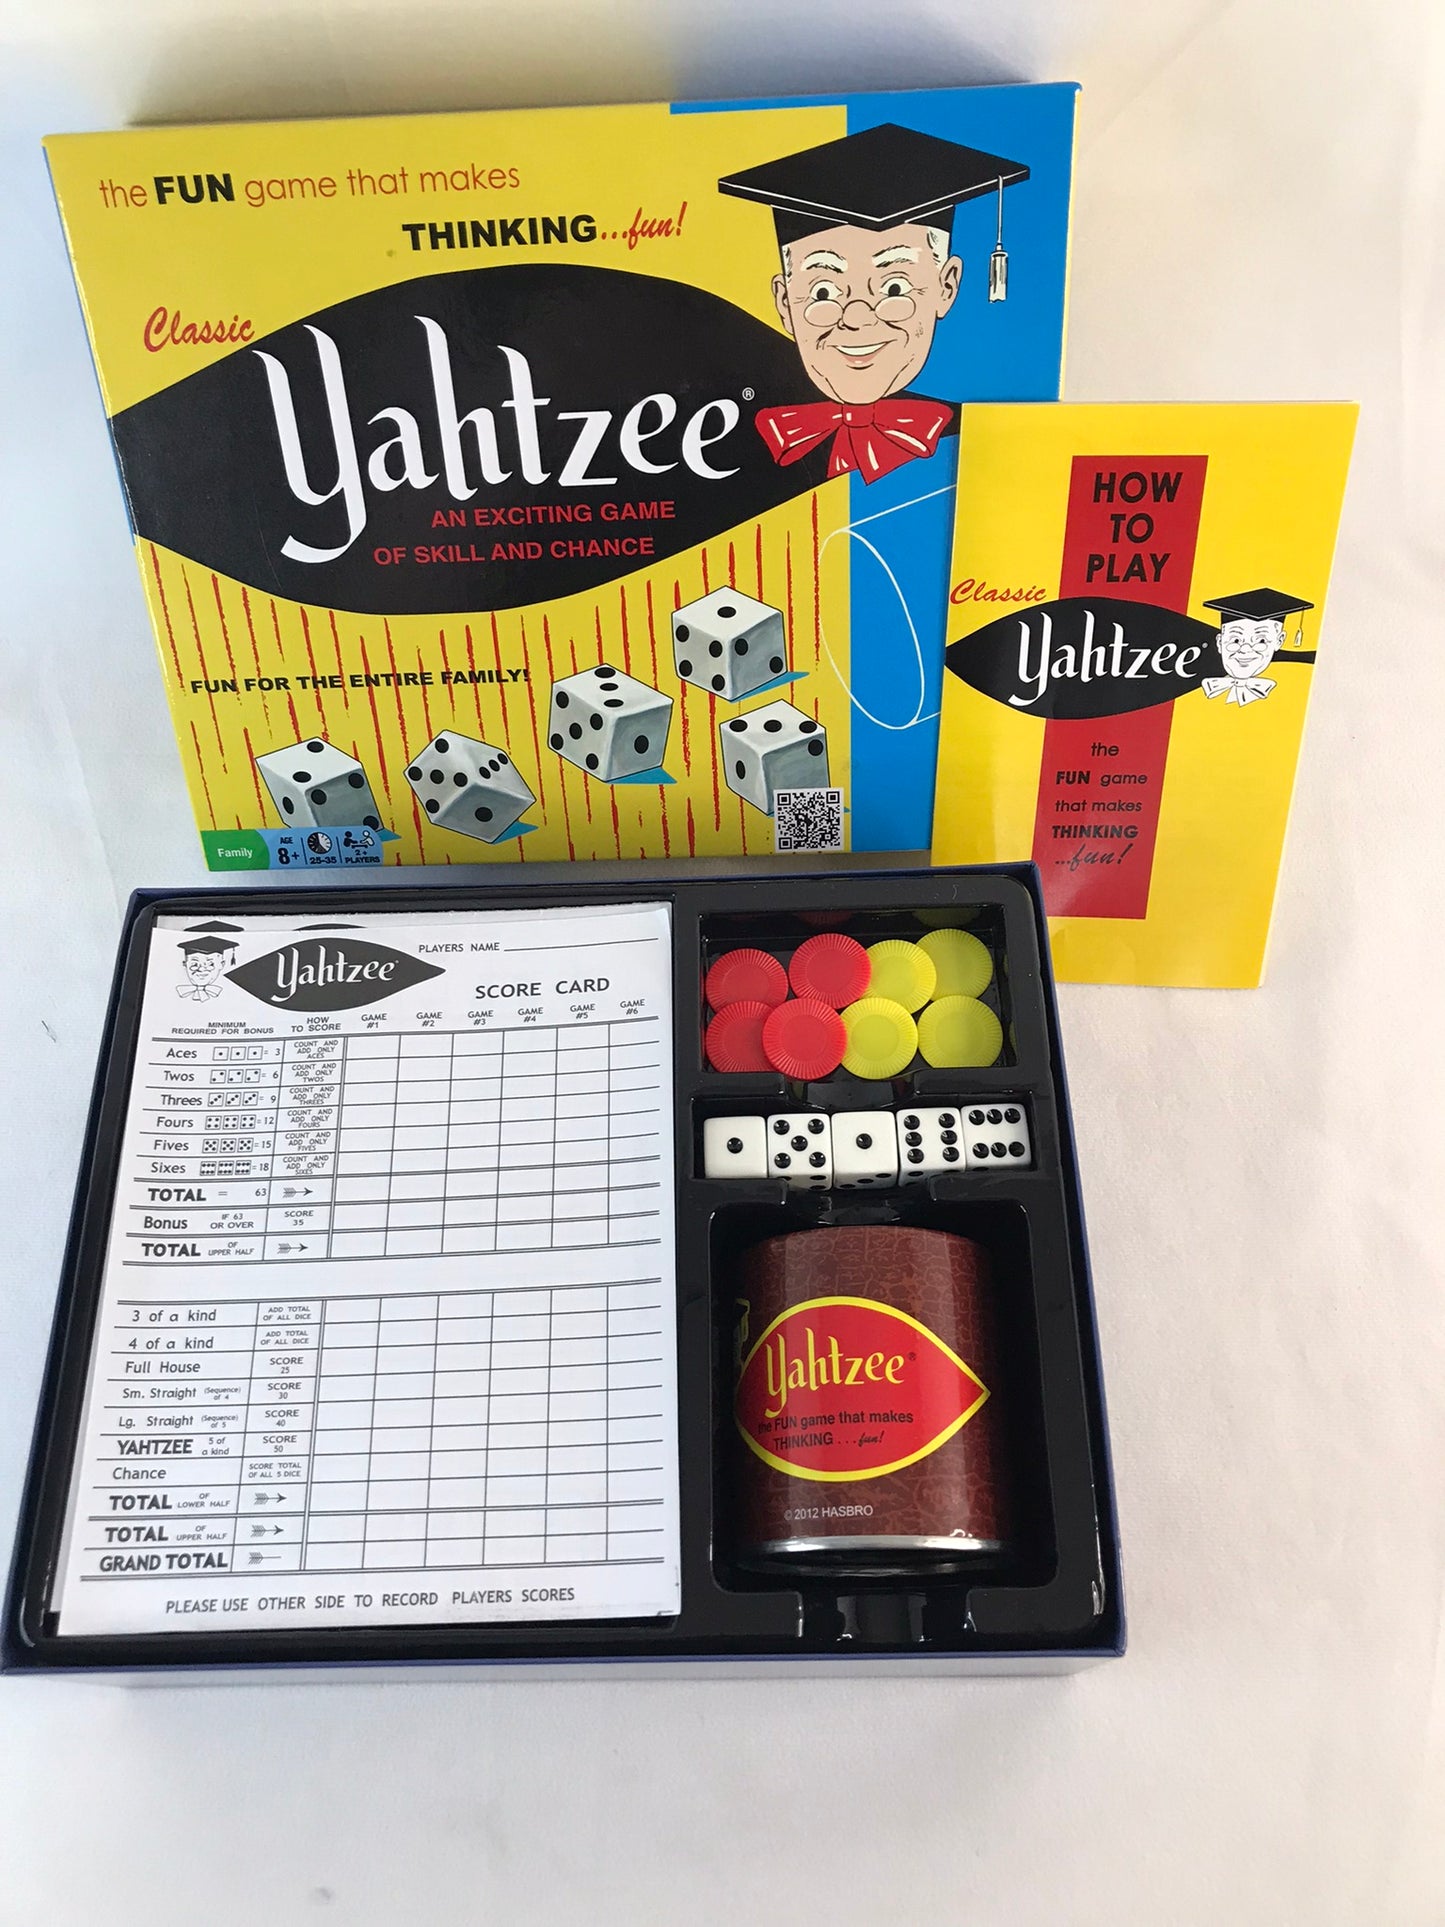 the FUN game that makes
THINKING...fun!
Classic
Yahtzee®
AN EXCITING GAME
OF SKILL AND CHANCE
FUN FOR THE ENTIRE FAMILY!
Family
AGE
8+
25-35
2+
PLAYERS
HOW
TO
PLAY
Classic
Yahtzee
the
FUN game
that makes
THINKING
...fun!
Yahtzee
PLAYERS NAME
SCORE CARD
MINIMUM REQUIRED FOR BONUS HOW TO SCORE GAME #1 GAME #2 GAME #3 GAME #4 GAME #5 GAME #6
Aces = 3 COUNT AND ADD ONLY ACES
Twos = 6 COUNT AND ADD ONLY TWOS
Threes = 9 COUNT AND ADD ONLY THREES
Fours = 12 COUNT AND ADD ONLY FOURS
Fives = 15 COUNT AND ADD ONLY FIVES
Sixes = 18 COUNT AND ADD ONLY SIXES
TOTAL = 63
Bonus IF 63 OR OVER SCORE 35
TOTAL OF UPPER HALF
3 of a kind ADD TOTAL OF ALL DICE
4 of a kind ADD TOTAL OF ALL DICE
Full House SCORE 25
Sm. Straight (Sequence) of 4 SCORE 30
Lg. Straight (Sequence) of 5 SCORE 40
YAHTZEE 5 of a kind SCORE 50
Chance SCORE TOTAL OF ALL 5 DICE
TOTAL OF LOWER HALF
TOTAL OF UPPER HALF
GRAND TOTAL
PLEASE USE OTHER SIDE TO RECORD PLAYERS SCORES
Yahtzee®
the FUN game that makes
THINKING ...fun!
© 2012 HASBRO